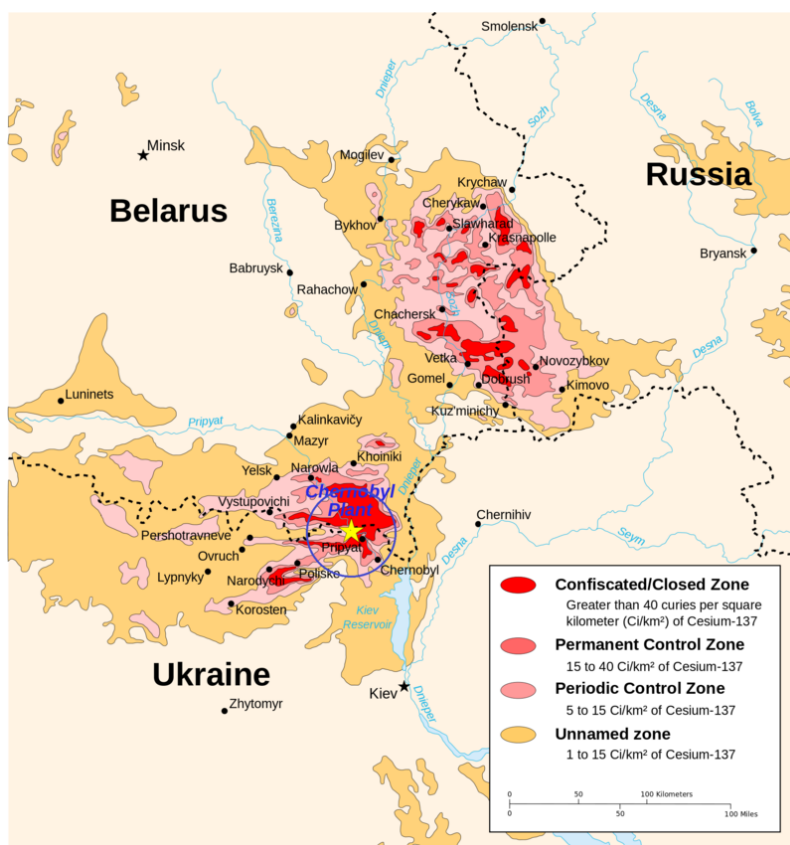 Smolensk
Dnieper
Sozh
Desna
Bolva
Minsk
Mogilev
Russia
Krychaw
Cherykaw
Belarus
Berezina
Bykhov
Slawharad
Krasnapolle
Bryansk
Babruysk
Rahachow
Sozh
Chachersk
Dniepr
Desna
Vetka
Novozybkov
Gomel
Dobrush
Kimovo
Luninets
Kuz'minichy
Pripyat
Kalinkavičy
Mazyr
Khoiniki
Yelsk
Narowla
Dnieper
Chernobyl
Plant
Vystupovichi
Chernihiv
Pershotravneve
Pripyat
Desna
Seym
Ovruch
Lypnyky
Narodychi
Poliske
Chernobyl
Korosten
Kiev
Reservoir
Ukraine
Kiev
Zhytomyr
Dnieper
Confiscated/Closed Zone
Greater than 40 curies per square
kilometer (Ci/km²) of Cesium-137
Permanent Control Zone
15 to 40 Ci/km² of Cesium-137
Periodic Control Zone
5 to 15 Ci/km² of Cesium-137
Unnamed zone
1 to 15 Ci/km² of Cesium-137
0 50 100 Kilometers
0 50 100 Miles